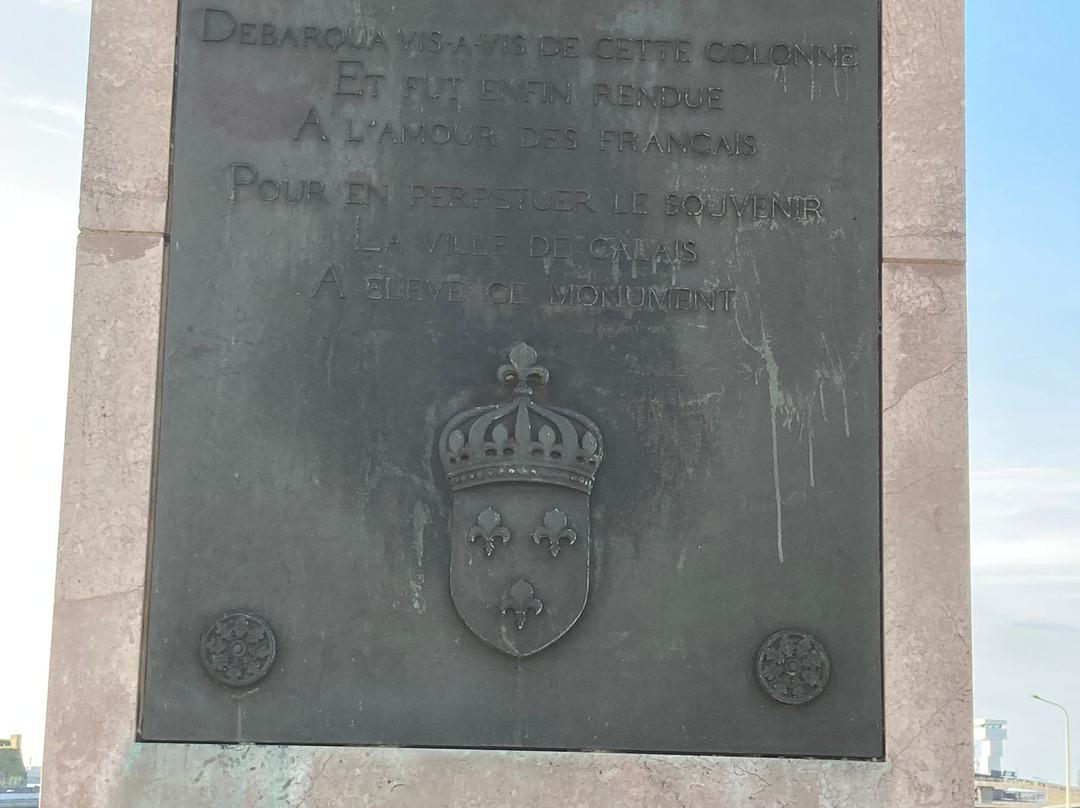 DEBARQUA VIS-A-VIS DE CETTE COLONNE
ET FUT ENFIN RENDUE
A L'AMOUR DES FRANCAIS
POUR EN PERPETUER LE SOUVENIR
LA VILLE DE CALAIS
A ELEVE CE MONUMENT